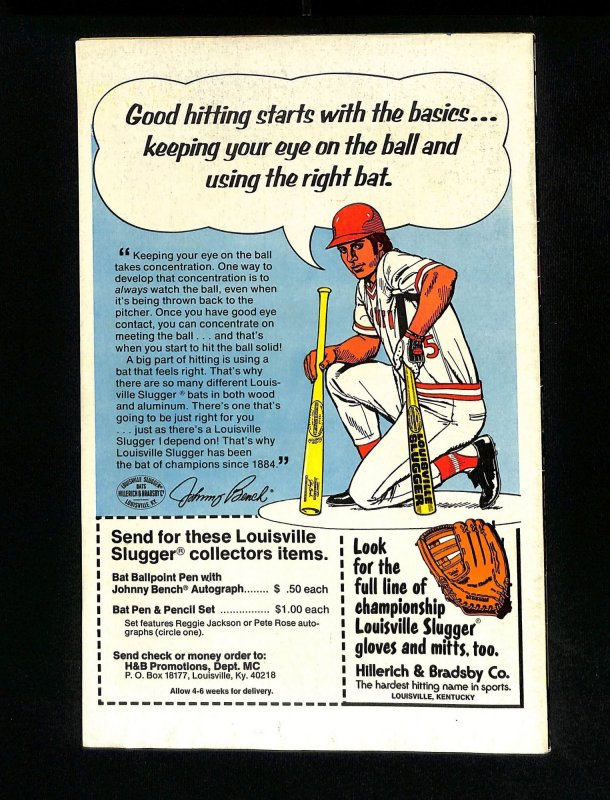 Good hitting starts with the basics...
keeping your eye on the ball and
using the right bat.
“Keeping your eye on the ball
takes concentration. One way to
develop that concentration is to
always watch the ball, even when
it's being thrown back to the
pitcher. Once you have good eye
contact, you can concentrate on
meeting the ball . . . and that's
when you start to hit the ball solid!
A big part of hitting is using a
bat that feels right. That's why
there are so many different Louis-
ville Slugger® bats in both wood
and aluminum. There's one that's
going to be just right for you
. . . just as there's a Louisville
Slugger I depend on! That's why
Louisville Slugger has been
the bat of champions since 1884.”
LOUISVILLE SLUGGER®
BATS
HILLERICH & BRADSBY Co
LOUISVILLE, KY.
Johnny Bench®
5
LOUISVILLE
SLUGGER
Send for these Louisville
Slugger® collectors items.
Bat Ballpoint Pen with
Johnny Bench® Autograph........ $ .50 each
Bat Pen & Pencil Set ................ $1.00 each
Set features Reggie Jackson or Pete Rose auto-
graphs (circle one).
Send check or money order to:
H&B Promotions, Dept. MC
P. O. Box 18177, Louisville, Ky. 40218
Allow 4-6 weeks for delivery.
Look
for the
full line of
championship
Louisville Slugger®
gloves and mitts, too.
Hillerich & Bradsby Co.
The hardest hitting name in sports.
LOUISVILLE, KENTUCKY